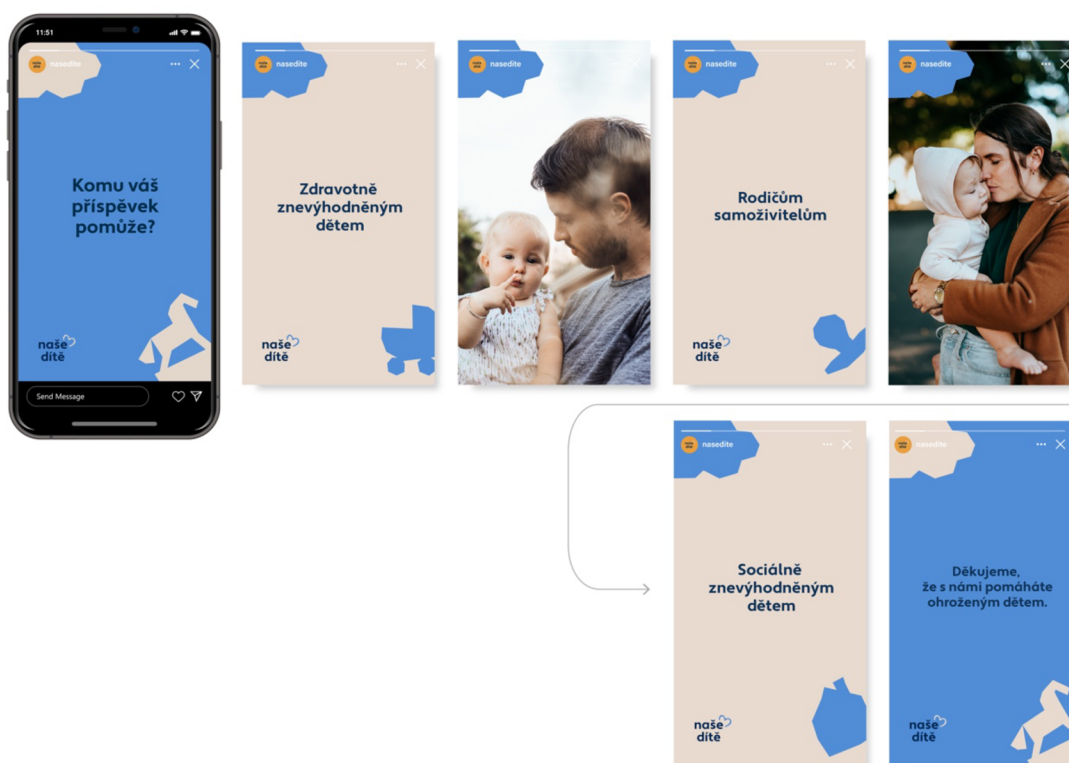 11:51
nasedite
Komu váš
příspěvek
pomůže?
naše
dítě
Send Message
nasedite
Zdravotně
znevýhodněným
dětem
naše
dítě
nasedite
nasedite
Rodičům
samoživitelům
naše
dítě
nasedite
nasedite
Sociálně
znevýhodněným
dětem
naše
dítě
nasedite
Děkujeme,
že s námi pomáháte
ohroženým dětem.
naše
dítě